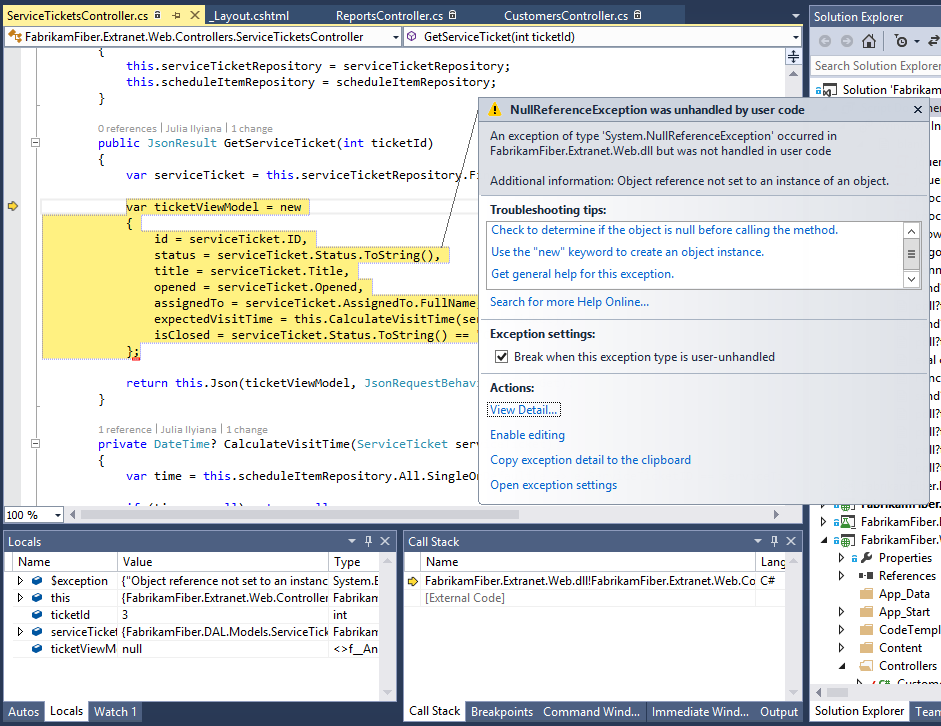 ServiceTicketsController.cs
_Layout.cshtml
ReportsController.cs
CustomersController.cs
FabrikamFiber.Extranet.Web.Controllers.ServiceTicketsController
GetServiceTicket(int ticketId)
{
this.serviceTicketRepository = serviceTicketRepository;
this.scheduleItemRepository = scheduleItemRepository;
}
0 references | Julia Ilyiana | 1 change
public JsonResult GetServiceTicket(int ticketId)
{
var serviceTicket = this.serviceTicketRepository.Fi
var ticketViewModel = new
{
id = serviceTicket.ID,
status = serviceTicket.Status.ToString(),
title = serviceTicket.Title,
opened = serviceTicket.Opened,
assignedTo = serviceTicket.AssignedTo.FullName
expectedVisitTime = this.CalculateVisitTime(se
isClosed = serviceTicket.Status.ToString() == "
};
return this.Json(ticketViewModel, JsonRequestBehavi
}
1 reference | Julia Ilyiana | 1 change
private DateTime? CalculateVisitTime(ServiceTicket serv
{
var time = this.scheduleItemRepository.All.SingleO
100 %
NullReferenceException was unhandled by user code
An exception of type 'System.NullReferenceException' occurred in
FabrikamFiber.Extranet.Web.dll but was not handled in user code
Additional information: Object reference not set to an instance of an object.
Troubleshooting tips:
Check to determine if the object is null before calling the method.
Use the "new" keyword to create an object instance.
Get general help for this exception.
Search for more Help Online...
Exception settings:
Break when this exception type is user-unhandled
Actions:
View Detail...
Enable editing
Copy exception detail to the clipboard
Open exception settings
Solution Explorer
Search Solution Explorer
Solution 'Fabrikam
FabrikamFiber.
FabrikamFiber.W
Properties
References
App_Data
App_Start
CodeTempl
Content
Controllers
Solution Explorer
Team
Locals
Name Value Type
$exception {"Object reference not set to an instanc System.E
this {FabrikamFiber.Extranet.Web.Controller Fabrikam
ticketId 3 int
serviceTicket {FabrikamFiber.DAL.Models.ServiceTick Fabrikam
ticketViewM null <>f__An
Autos Locals Watch 1
Call Stack
Name Lang
FabrikamFiber.Extranet.Web.dll!FabrikamFiber.Extranet.Web.Co C#
[External Code]
Call Stack Breakpoints Command Wind... Immediate Wind... Output